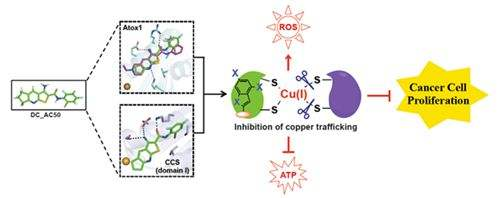 Atox1
DC_AC50
CCS
(domain I)
ROS
X
X
X
S
S
S
S
Cu(I)
Inhibition of copper trafficking
ATP
Cancer Cell
Proliferation